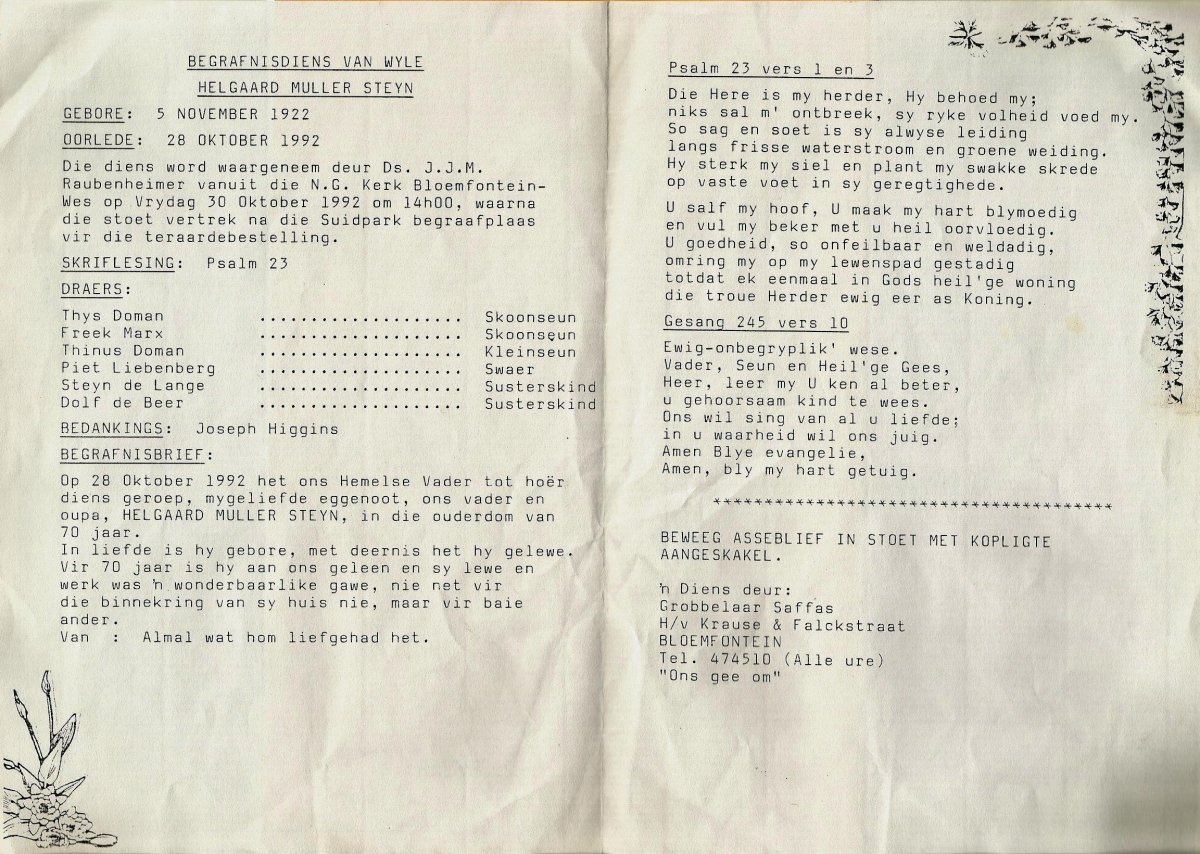 BEGRAFNISDIENS VAN WYLE
HELGAARD MULLER STEYN
GEBORE: 5 NOVEMBER 1922
OORLEDE: 28 OKTOBER 1992
Die diens word waargeneem deur Ds. J.J.M.
Raubenheimer vanuit die N.G. Kerk Bloemfontein-
Wes op Vrydag 30 Oktober 1992 om 14h00, waarna
die stoet vertrek na die Suidpark begraafplaas
vir die teraardebestelling.
SKRIFLESING: Psalm 23
DRAERS:
Thys Doman .................... Skoonseun
Freek Marx .................... Skoonseun
Thinus Doman .................... Kleinseun
Piet Liebenberg .................... Swaer
Steyn de Lange .................... Susterskind
Dolf de Beer .................... Susterskind
BEDANKINGS: Joseph Higgins
BEGRAFNISBRIEF:
Op 28 Oktober 1992 het ons Hemelse Vader tot hoër
diens geroep, mygeliefde eggenoot, ons vader en
oupa, HELGAARD MULLER STEYN, in die ouderdom van
70 jaar.
In liefde is hy gebore, met deernis het hy gelewe.
Vir 70 jaar is hy aan ons geleen en sy lewe en
werk was 'n wonderbaarlike gawe, nie net vir
die binnekring van sy huis nie, maar vir baie
ander.
Van : Almal wat hom liefgehad het.
Psalm 23 vers 1 en 3
Die Here is my herder, Hy behoed my;
niks sal m' ontbreek, sy ryke volheid voed my.
So sag en soet is sy alwyse leiding
langs frisse waterstroom en groene weiding.
Hy sterk my siel en plant my swakke skrede
op vaste voet in sy geregtighede.
U salf my hoof, U maak my hart blymoedig
en vul my beker met u heil oorvloedig.
U goedheid, so onfeilbaar en weldadig,
omring my op my lewenspad gestadig
totdat ek eenmaal in Gods heil'ge woning
die troue Herder ewig eer as Koning.
Gesang 245 vers 10
Ewig-onbegryplik' wese.
Vader, Seun en Heil'ge Gees,
Heer, leer my U ken al beter,
u gehoorsaam kind te wees.
Ons wil sing van al u liefde;
in u waarheid wil ons juig.
Amen Blye evangelie,
Amen, bly my hart getuig.
***************************************
BEWEEG ASSEBLIEF IN STOET MET KOPLIGTE
AANGESKAKEL.
'n Diens deur:
Grobbelaar Saffas
H/v Krause & Falckstraat
BLOEMFONTEIN
Tel. 474510 (Alle ure)
"Ons gee om"